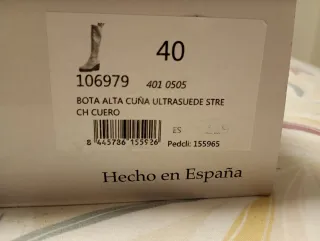 40
106979 401 0505
BOTA ALTA CUÑA ULTRASUEDE STRE
CH CUERO
ES
8 445786 155926 Pedcli: 155965
Hecho en España